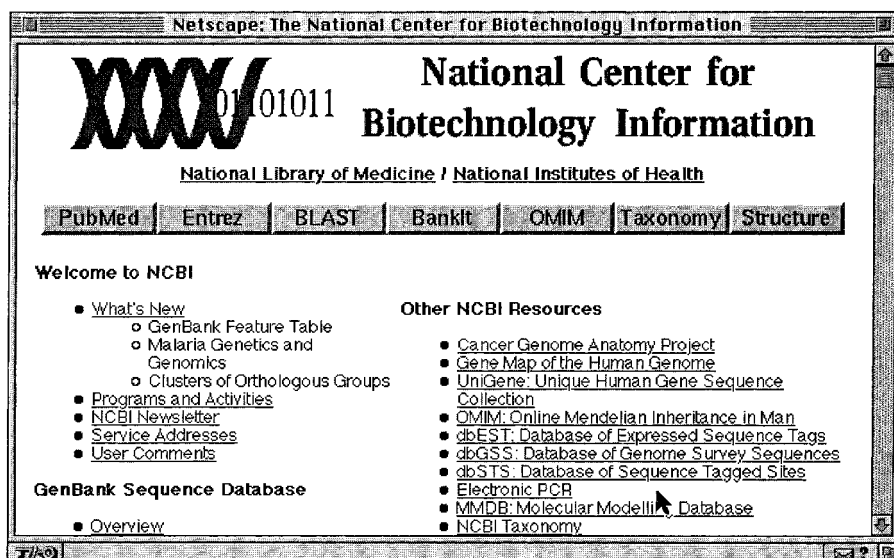 Netscape: The National Center for Biotechnology Information
01101011
National Center for
Biotechnology Information
National Library of Medicine / National Institutes of Health
PubMed Entrez BLAST BankIt OMIM Taxonomy Structure
Welcome to NCBI
What's New
GenBank Feature Table
Malaria Genetics and
Genomics
Clusters of Orthologous Groups
Programs and Activities
NCBI Newsletter
Service Addresses
User Comments
GenBank Sequence Database
Overview
Other NCBI Resources
Cancer Genome Anatomy Project
Gene Map of the Human Genome
UniGene: Unique Human Gene Sequence
Collection
OMIM: Online Mendelian Inheritance in Man
dbEST: Database of Expressed Sequence Tags
dbGSS: Database of Genome Survey Sequences
dbSTS: Database of Sequence Tagged Sites
Electronic PCR
MMDB: Molecular Modelling Database
NCBI Taxonomy